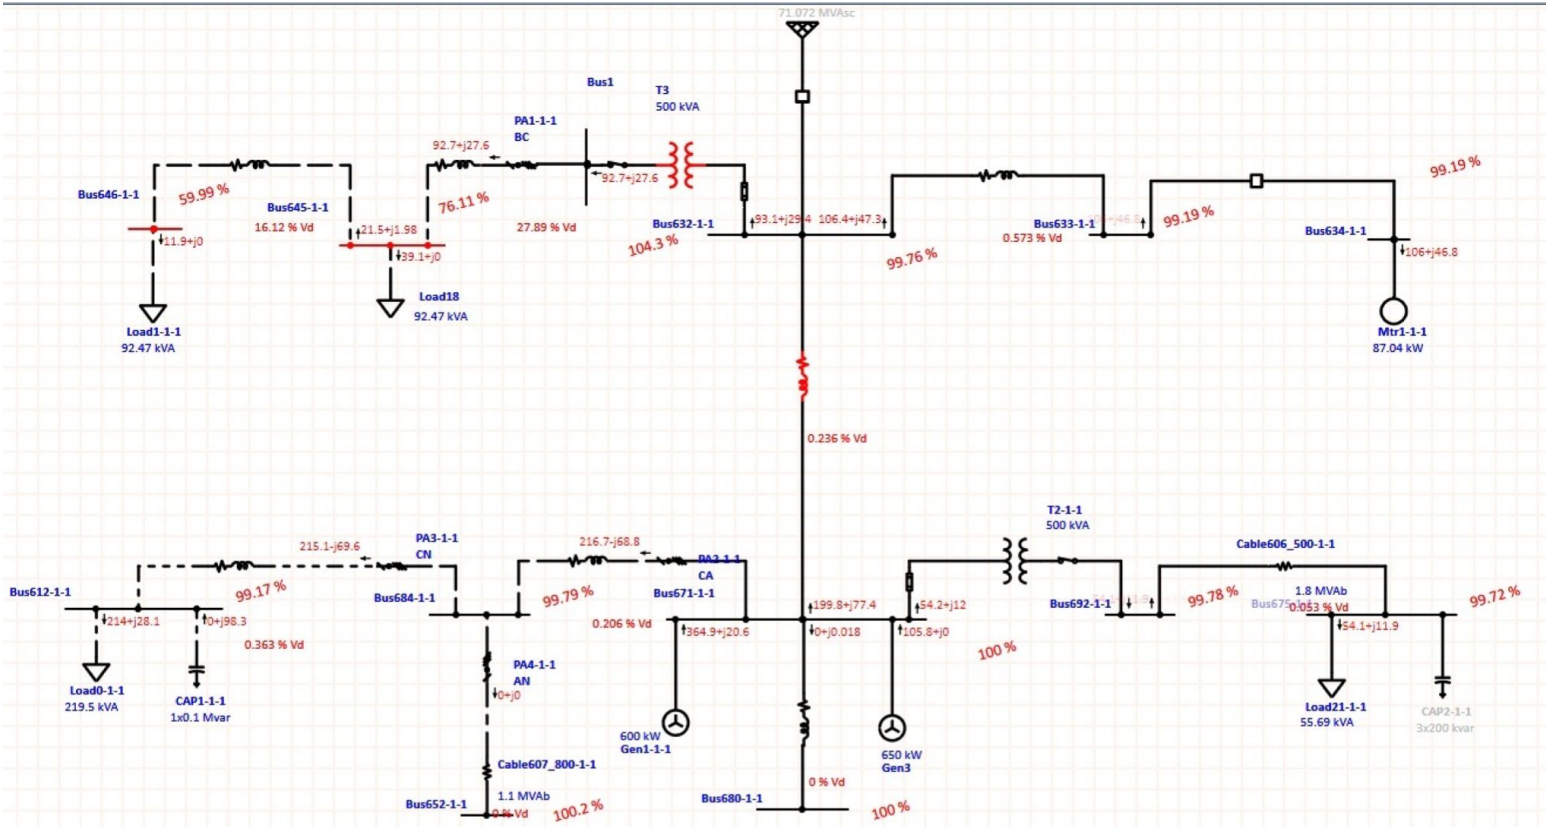 71.072 MVAsc
Bus1
T3
500 kVA
PA1-1-1
BC
92.7+j27.6
92.7+j27.6
Bus646-1-1
59.99 %
Bus645-1-1
76.11 %
16.12 % Vd
21.5+j1.98
27.89 % Vd
11.9+j0
39.1+j0
Load1-1-1
92.47 kVA
Load18
92.47 kVA
Bus632-1-1
93.1+j29.4
106.4+j47.3
104.3 %
99.76 %
Bus633-1-1
0.573 % Vd
99.19 %
99.19 %
Bus634-1-1
106+j46.8
Mtr1-1-1
87.04 kW
0.236 % Vd
T2-1-1
500 kVA
Cable606_500-1-1
PA3-1-1
CN
215.1-j69.6
216.7-j68.8
PA2-1-1
CA
Bus612-1-1
99.17 %
Bus684-1-1
99.79 %
Bus671-1-1
214+j28.1
0+j98.3
0.363 % Vd
0.206 % Vd
364.9+j20.6
199.8+j77.4
0+j0.018
54.2+j12
105.8+j0
100 %
Bus692-1-1
99.78 %
1.8 MVAb
Bus675-1-1
0.053 % Vd
54.1+j11.9
99.72 %
Load0-1-1
219.5 kVA
CAP1-1-1
1x0.1 Mvar
PA4-1-1
AN
0+j0
600 kW
Gen1-1-1
650 kW
Gen3
Load21-1-1
55.69 kVA
CAP2-1-1
3x200 kvar
Cable607_800-1-1
1.1 MVAb
Bus652-1-1
0 % Vd
100.2 %
0 % Vd
Bus680-1-1
100 %